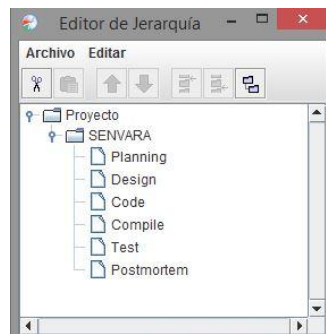 Editor de Jerarquía
Archivo Editar
Proyecto
SENVARA
Planning
Design
Code
Compile
Test
Postmortem